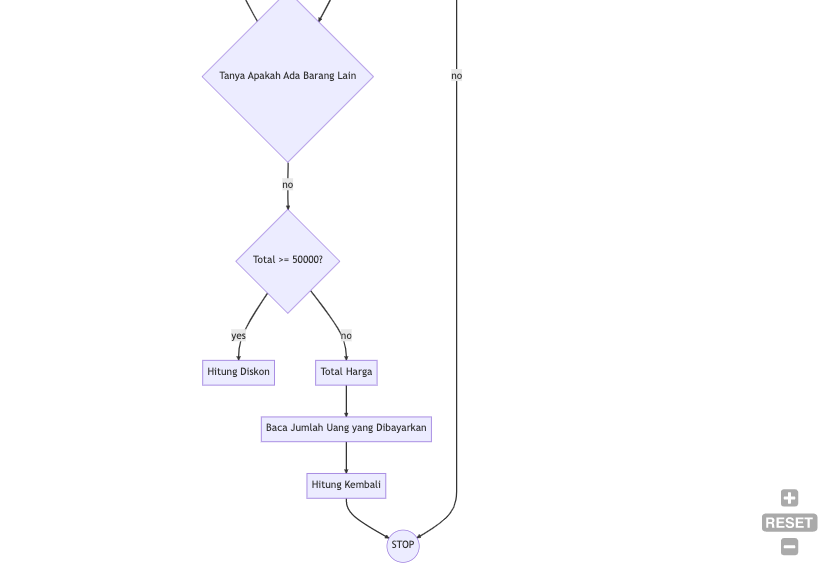 Tanya Apakah Ada Barang Lain
no
no
Total >= 50000?
yes
no
Hitung Diskon
Total Harga
Baca Jumlah Uang yang Dibayarkan
Hitung Kembali
RESET
STOP